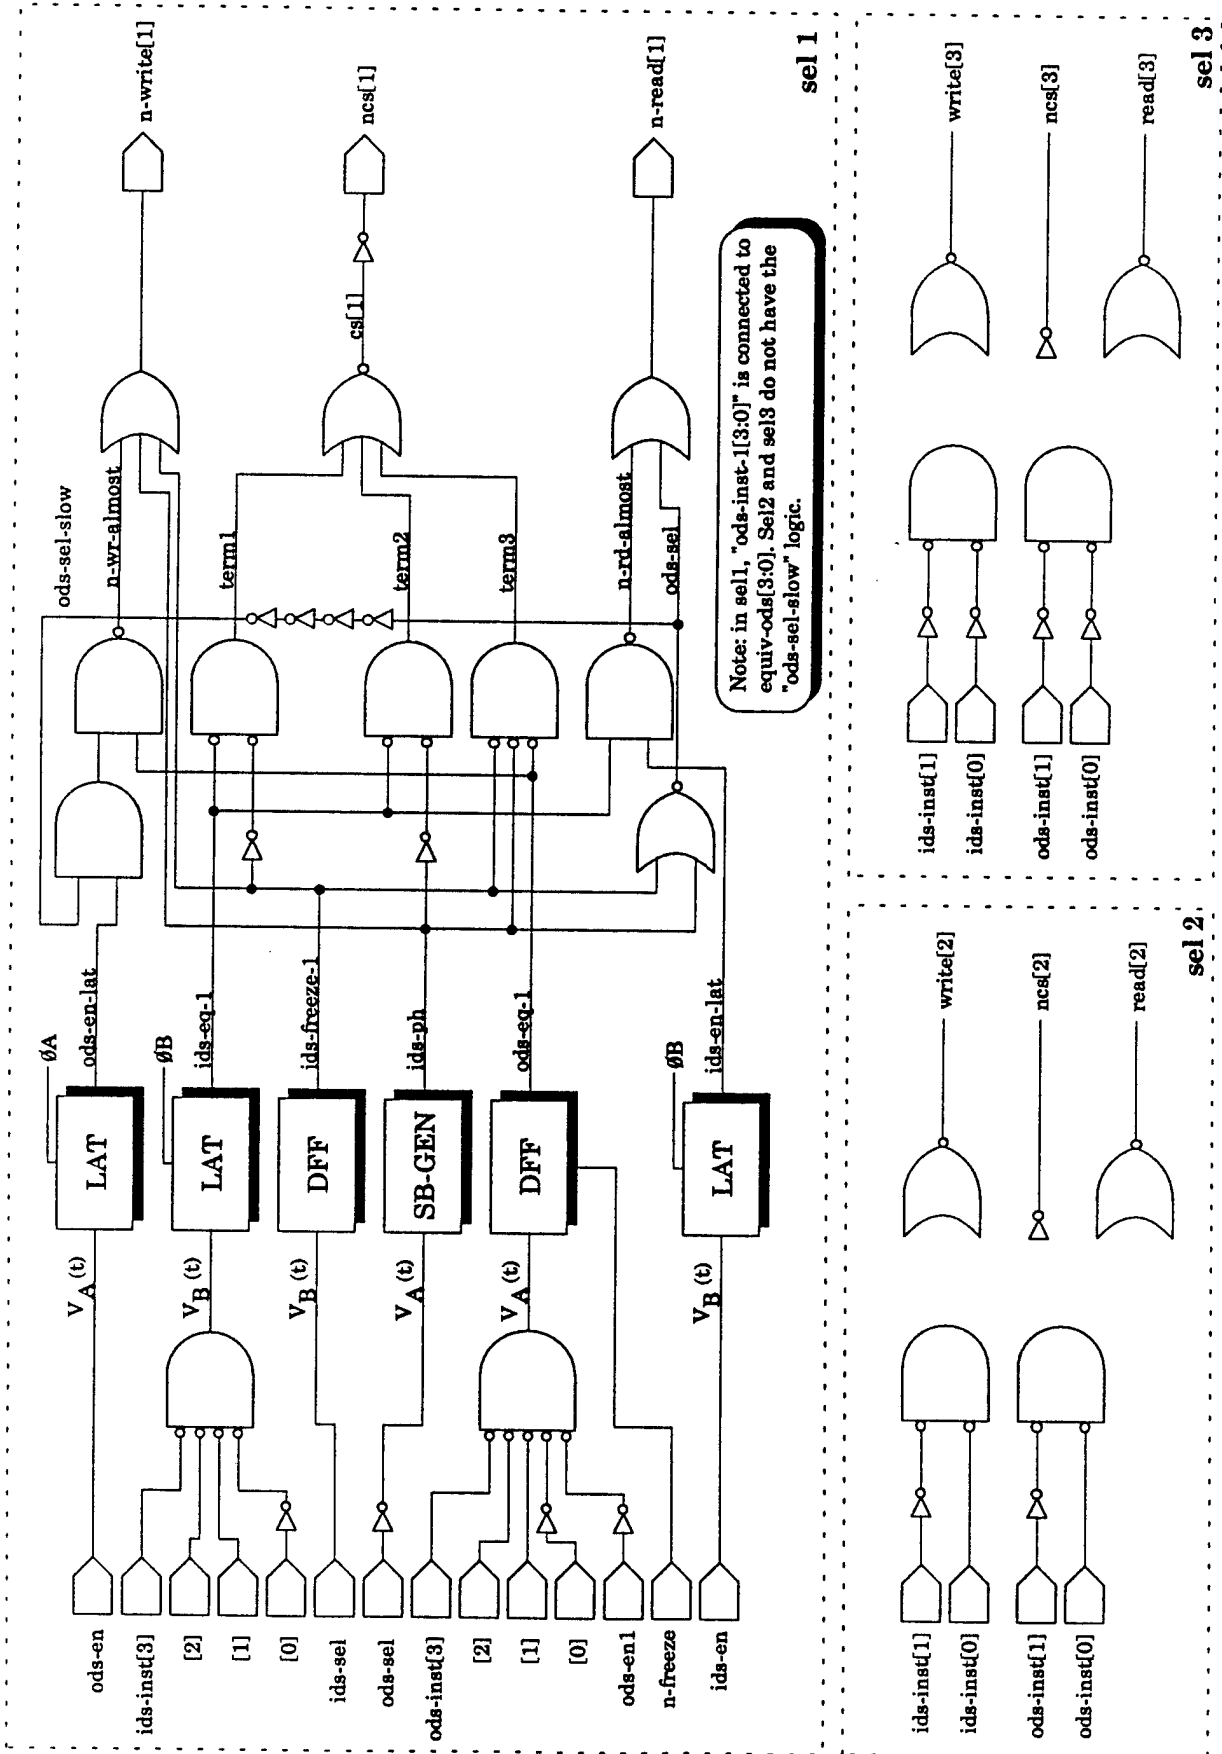 ods-en
ids-inst[3]
[2]
[1]
[0]
ids-sel
ods-sel
ods-inst[3]
[2]
[1]
[0]
ods-en1
n-freeze
ids-en
V_A (t)
V_B (t)
V_B (t)
V_A (t)
V_A (t)
V_B (t)
LAT
LAT
DFF
SB-GEN
DFF
LAT
ØA
ods-en-lat
ØB
ids-eq-1
ids-freeze-1
ids-ph
ods-eq-1
ØB
ids-en-lat
ods-sel-slow
n-wr-almost
term1
term2
term3
n-rd-almost
ods-sel
cs[1]
n-write[1]
ncs[1]
n-read[1]
Note: in sel1, "ods-inst-1[3:0]" is connected to
equiv-ods[3:0]. Sel2 and sel3 do not have the
"ods-sel-slow" logic.
sel 1
ids-inst[1]
ids-inst[0]
ods-inst[1]
ods-inst[0]
write[2]
ncs[2]
read[2]
sel 2
ids-inst[1]
ids-inst[0]
ods-inst[1]
ods-inst[0]
write[3]
ncs[3]
read[3]
sel 3